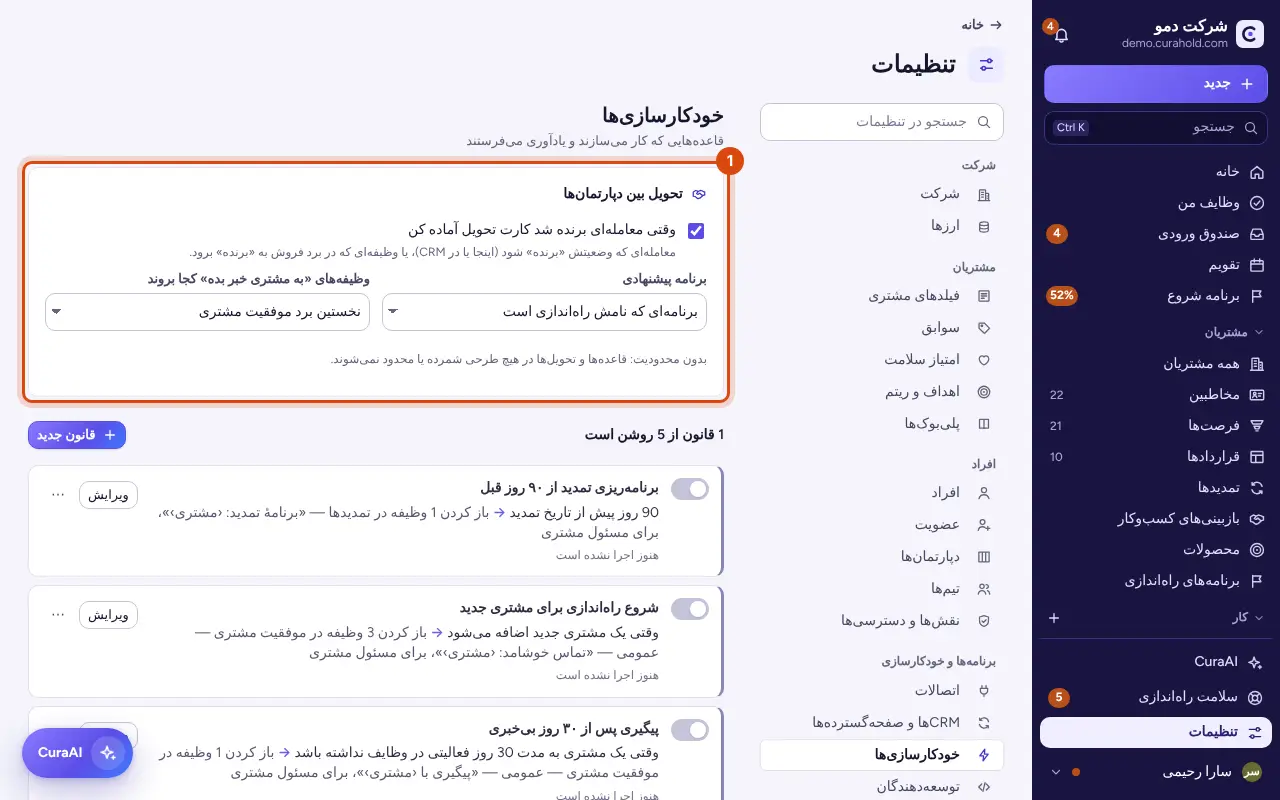 شرکت دمو
demo.curahold.com
4
جدید
جستجو
Ctrl K
خانه
وظایف من
صندوق ورودی
4
تقویم
برنامه شروع
52%
مشتریان
همه مشتریان
مخاطبین
22
فرصت‌ها
21
قراردادها
10
تمدیدها
بازبینی‌های کسب‌وکار
محصولات
برنامه‌های راه‌اندازی
کار
CuraAI
سلامت راه‌اندازی
5
تنظیمات
سر
سارا رحیمی
خانه
تنظیمات
جستجو در تنظیمات
شرکت
شرکت
ارزها
مشتریان
فیلدهای مشتری
سوابق
امتیاز سلامت
اهداف و ریتم
پلی‌بوک‌ها
افراد
افراد
عضویت
دپارتمان‌ها
تیم‌ها
نقش‌ها و دسترسی‌ها
برنامه‌ها و خودکارسازی
اتصالات
CRMها و صفحه‌گسترده‌ها
خودکارسازی‌ها
توسعه‌دهندگان
خودکارسازی‌ها
قاعده‌هایی که کار می‌سازند و یادآوری می‌فرستند
1
تحویل بین دپارتمان‌ها
وقتی معامله‌ای برنده شد کارت تحویل آماده کن
معامله‌ای که وضعیتش «برنده» شود (اینجا یا در CRM)، یا وظیفه‌ای که در برد فروش به «برنده» برود.
برنامه پیشنهادی
برنامه‌ای که نامش راه‌اندازی است
وظیفه‌های «به مشتری خبر بده» کجا بروند
نخستین برد موفقیت مشتری
بدون محدودیت: قاعده‌ها و تحویل‌ها در هیچ طرحی شمرده یا محدود نمی‌شوند.
1 قانون از 5 روشن است
قانون جدید
برنامه‌ریزی تمدید از ۹۰ روز قبل
90 روز پیش از تاریخ تمدید → باز کردن 1 وظیفه در تمدیدها — «برنامهٔ تمدید: ‹مشتری›»،
برای مسئول مشتری
هنوز اجرا نشده است
ویرایش
...
شروع راه‌اندازی برای مشتری جدید
وقتی یک مشتری جدید اضافه می‌شود → باز کردن 3 وظیفه در موفقیت مشتری —
عمومی — «تماس خوشامد: ‹مشتری›»، برای مسئول مشتری
هنوز اجرا نشده است
ویرایش
...
پیگیری پس از ۳۰ روز بی‌خبری
وقتی یک مشتری به مدت 30 روز فعالیتی در وظایف نداشته باشد → باز کردن 1 وظیفه در
موفقیت مشتری — عمومی — «پیگیری با ‹مشتری›»، برای مسئول مشتری
هنوز اجرا نشده است
CuraAI